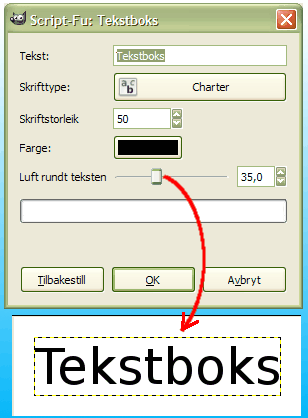 Script-Fu: Tekstboks
Tekst: Tekstboks
Skrifttype: abc Charter
Skriftstorleik 50
Farge:
Luft rundt teksten 35,0
Tilbakestill OK Avbryt
Tekstboks